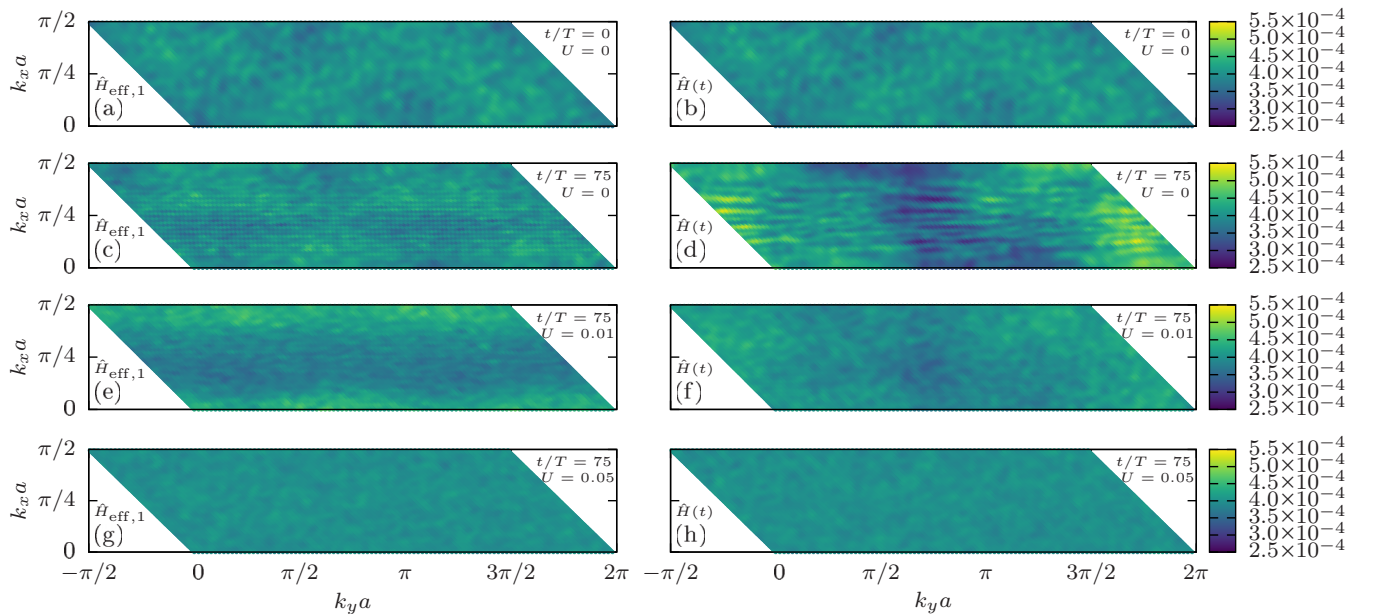 π/2
π/4
0
k_x a
Ĥ_eff,1
(a)
t/T = 0
U = 0
Ĥ(t)
(b)
t/T = 0
U = 0
5.5×10⁻⁴
5.0×10⁻⁴
4.5×10⁻⁴
4.0×10⁻⁴
3.5×10⁻⁴
3.0×10⁻⁴
2.5×10⁻⁴
π/2
π/4
0
k_x a
Ĥ_eff,1
(c)
t/T = 75
U = 0
Ĥ(t)
(d)
t/T = 75
U = 0
5.5×10⁻⁴
5.0×10⁻⁴
4.5×10⁻⁴
4.0×10⁻⁴
3.5×10⁻⁴
3.0×10⁻⁴
2.5×10⁻⁴
π/2
π/4
0
k_x a
Ĥ_eff,1
(e)
t/T = 75
U = 0.01
Ĥ(t)
(f)
t/T = 75
U = 0.01
5.5×10⁻⁴
5.0×10⁻⁴
4.5×10⁻⁴
4.0×10⁻⁴
3.5×10⁻⁴
3.0×10⁻⁴
2.5×10⁻⁴
π/2
π/4
0
k_x a
Ĥ_eff,1
(g)
t/T = 75
U = 0.05
Ĥ(t)
(h)
t/T = 75
U = 0.05
5.5×10⁻⁴
5.0×10⁻⁴
4.5×10⁻⁴
4.0×10⁻⁴
3.5×10⁻⁴
3.0×10⁻⁴
2.5×10⁻⁴
−π/2 0 π/2 π 3π/2 2π
k_y a
−π/2 0 π/2 π 3π/2 2π
k_y a